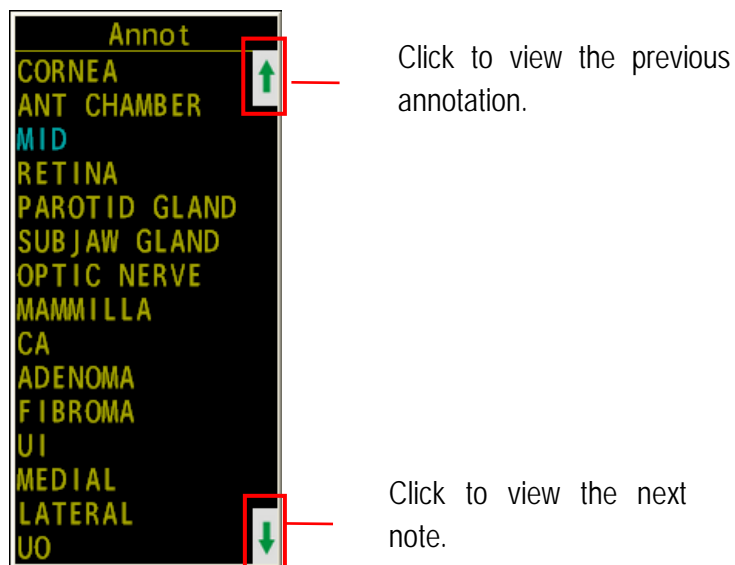 Annot
CORNEA
ANT CHAMBER
MID
RETINA
PAROTID GLAND
SUBJAW GLAND
OPTIC NERVE
MAMMILLA
CA
ADENOMA
FIBROMA
UI
MEDIAL
LATERAL
UO
Click to view the previous
annotation.
Click to view the next
note.